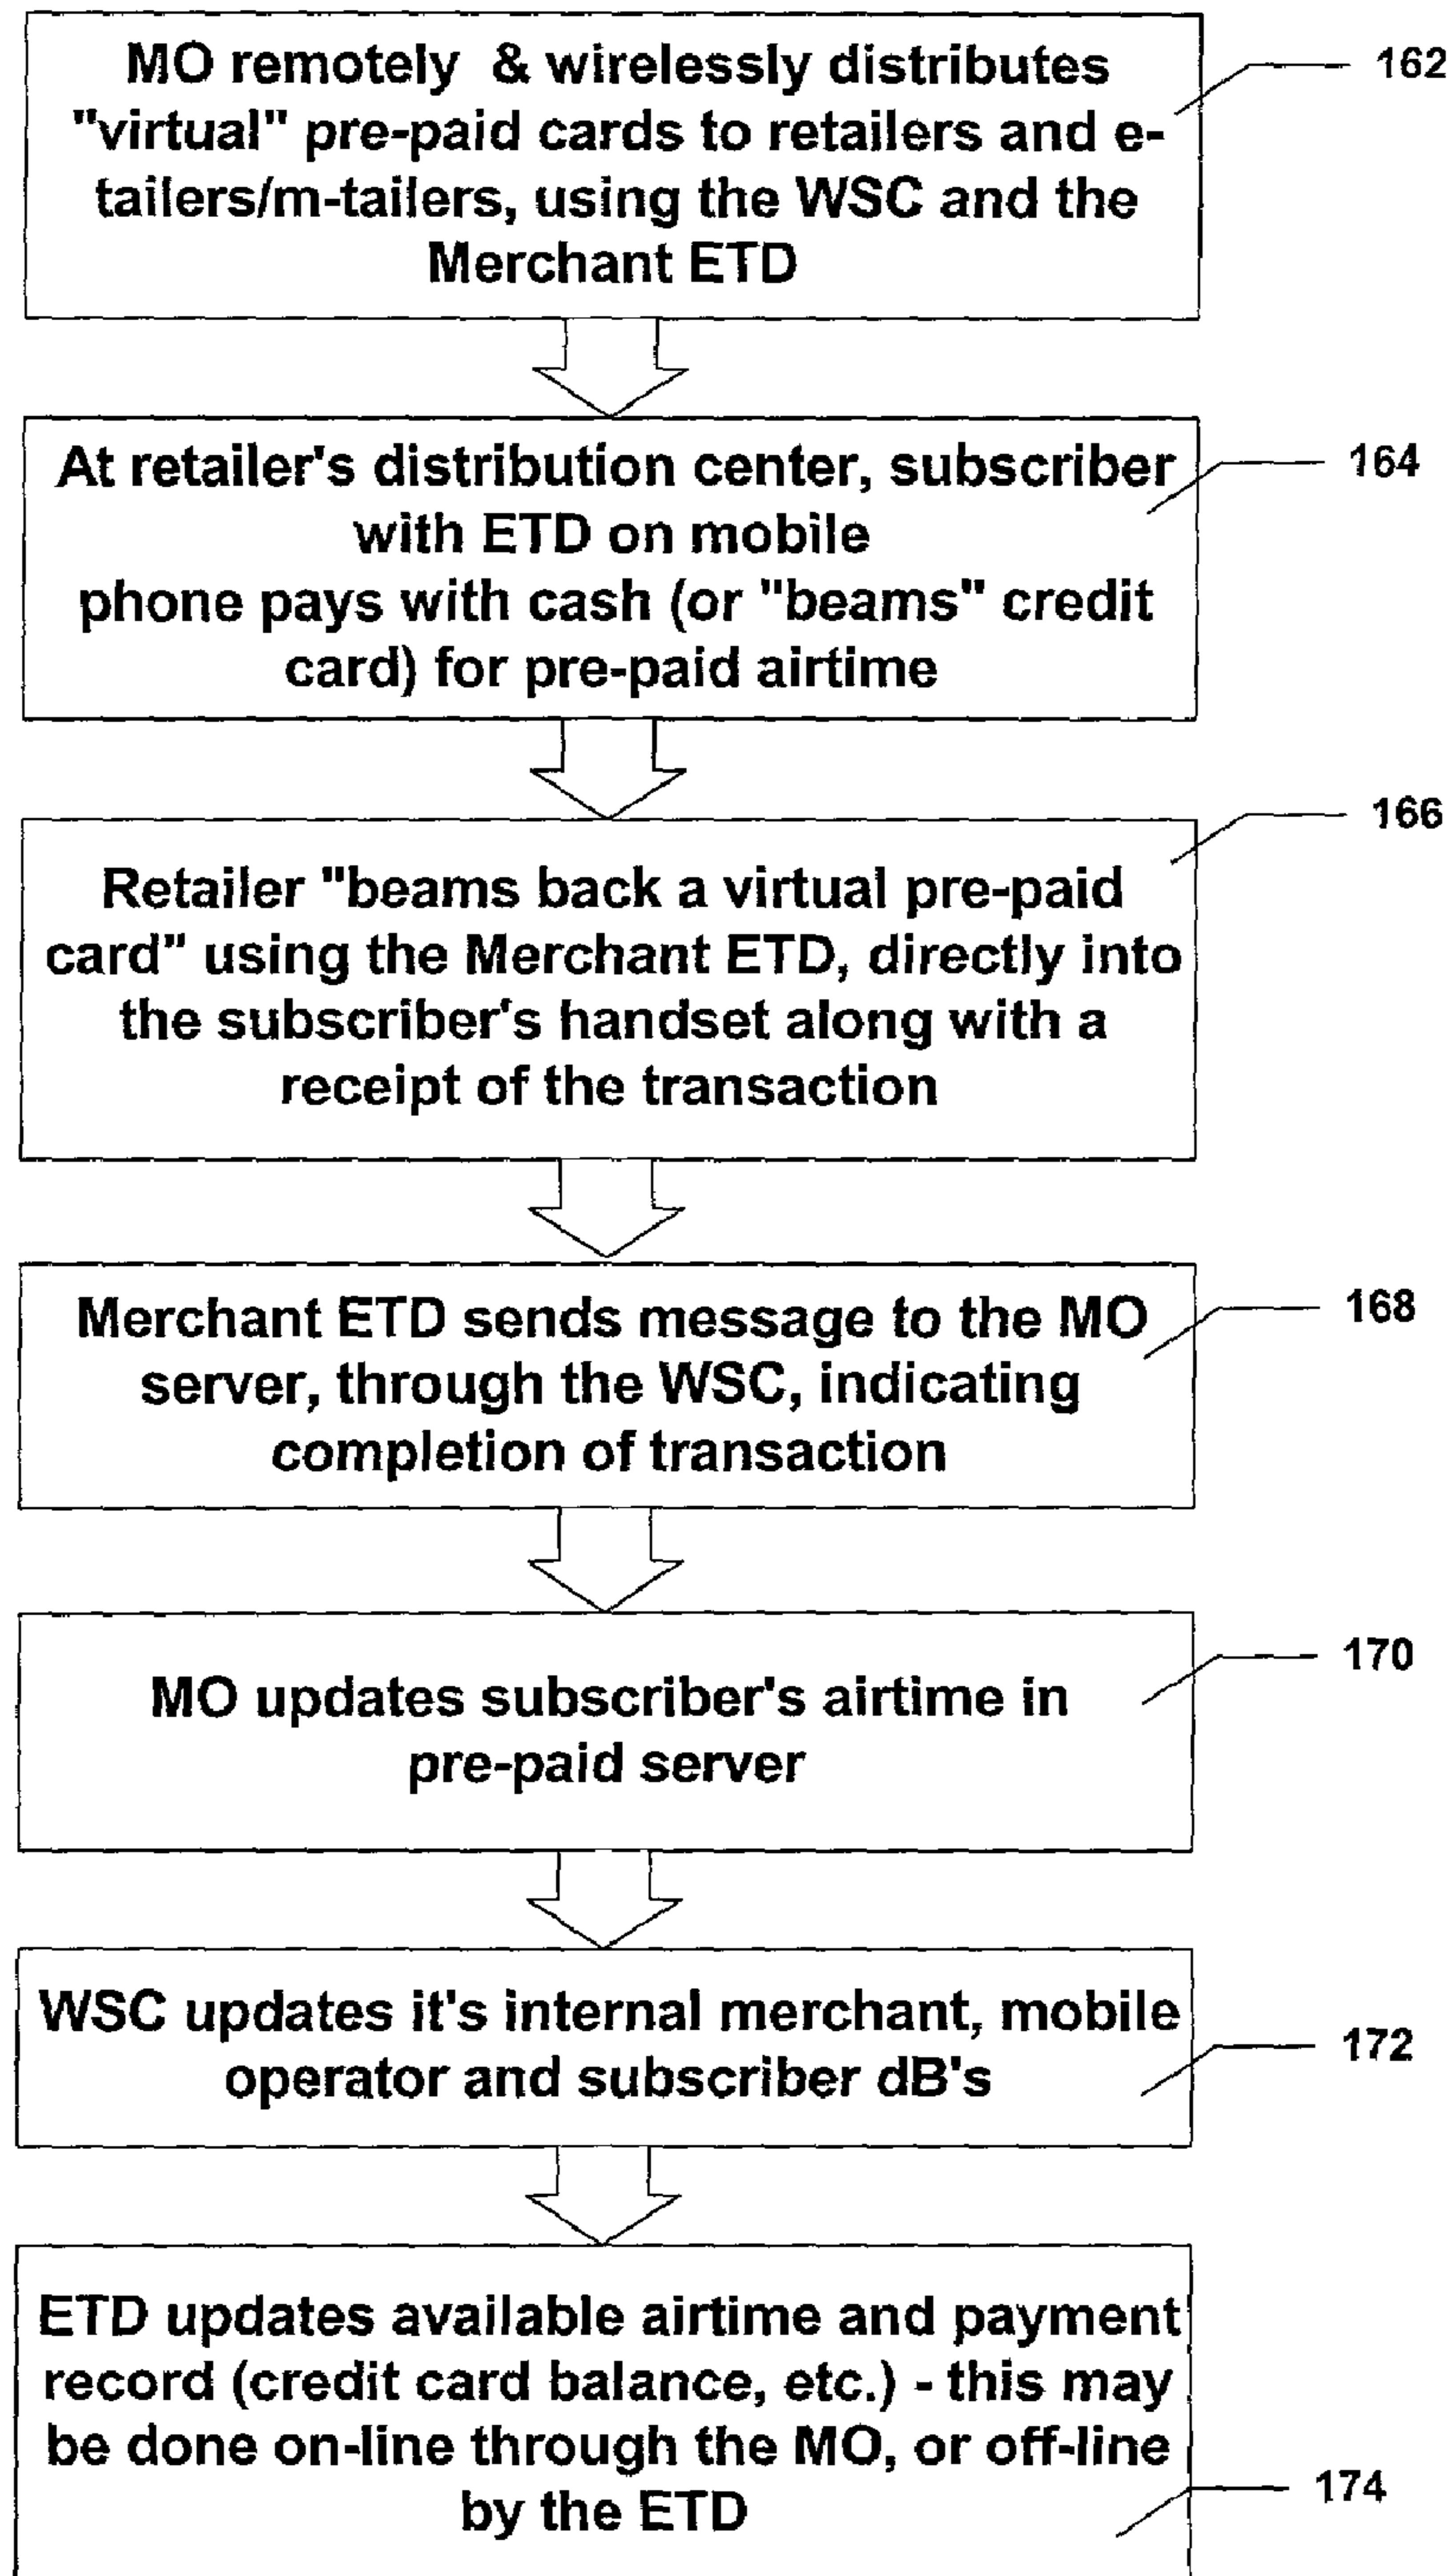 MO remotely & wirelessly distributes
"virtual" pre-paid cards to retailers and e-
tailers/m-tailers, using the WSC and the
Merchant ETD
162
At retailer's distribution center, subscriber
with ETD on mobile
phone pays with cash (or "beams" credit
card) for pre-paid airtime
164
Retailer "beams back a virtual pre-paid
card" using the Merchant ETD, directly into
the subscriber's handset along with a
receipt of the transaction
166
Merchant ETD sends message to the MO
server, through the WSC, indicating
completion of transaction
168
MO updates subscriber's airtime in
pre-paid server
170
WSC updates it's internal merchant, mobile
operator and subscriber dB's
172
ETD updates available airtime and payment
record (credit card balance, etc.) - this may
be done on-line through the MO, or off-line
by the ETD
174